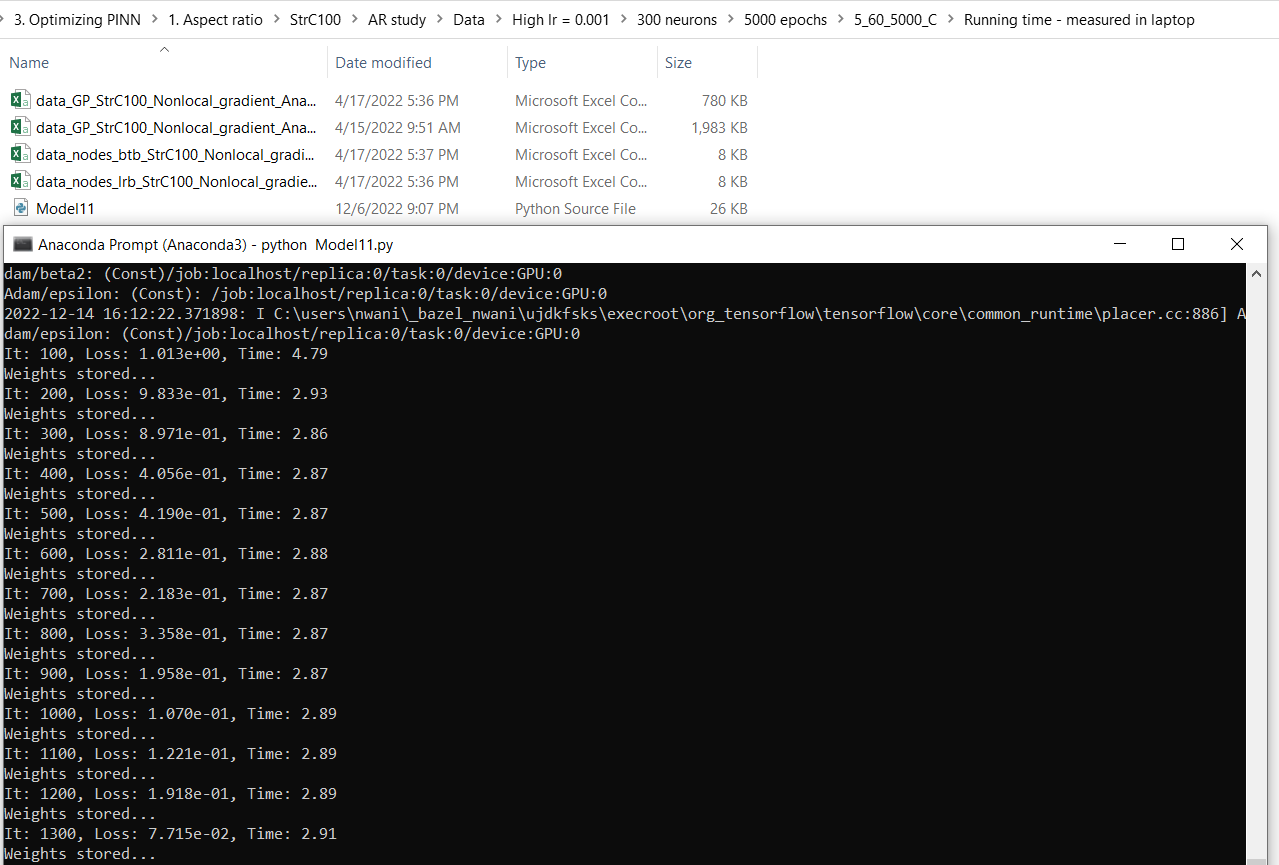 3. Optimizing PINN > 1. Aspect ratio > StrC100 > AR study > Data > High lr = 0.001 > 300 neurons > 5000 epochs > 5_60_5000_C > Running time - measured in laptop
Name Date modified Type Size
data_GP_StrC100_Nonlocal_gradient_Ana... 4/17/2022 5:36 PM Microsoft Excel Co... 780 KB
data_GP_StrC100_Nonlocal_gradient_Ana... 4/15/2022 9:51 AM Microsoft Excel Co... 1,983 KB
data_nodes_btb_StrC100_Nonlocal_gradi... 4/17/2022 5:37 PM Microsoft Excel Co... 8 KB
data_nodes_lrb_StrC100_Nonlocal_gradie... 4/17/2022 5:36 PM Microsoft Excel Co... 8 KB
Model11 12/6/2022 9:07 PM Python Source File 26 KB
Anaconda Prompt (Anaconda3) - python  Model11.py
dam/beta2: (Const)/job:localhost/replica:0/task:0/device:GPU:0
Adam/epsilon: (Const): /job:localhost/replica:0/task:0/device:GPU:0
2022-12-14 16:12:22.371898: I C:\users\nwani\_bazel_nwani\ujdkfsks\execroot\org_tensorflow\tensorflow\core\common_runtime\placer.cc:886] A
dam/epsilon: (Const)/job:localhost/replica:0/task:0/device:GPU:0
It: 100, Loss: 1.013e+00, Time: 4.79
Weights stored...
It: 200, Loss: 9.833e-01, Time: 2.93
Weights stored...
It: 300, Loss: 8.971e-01, Time: 2.86
Weights stored...
It: 400, Loss: 4.056e-01, Time: 2.87
Weights stored...
It: 500, Loss: 4.190e-01, Time: 2.87
Weights stored...
It: 600, Loss: 2.811e-01, Time: 2.88
Weights stored...
It: 700, Loss: 2.183e-01, Time: 2.87
Weights stored...
It: 800, Loss: 3.358e-01, Time: 2.87
Weights stored...
It: 900, Loss: 1.958e-01, Time: 2.87
Weights stored...
It: 1000, Loss: 1.070e-01, Time: 2.89
Weights stored...
It: 1100, Loss: 1.221e-01, Time: 2.89
Weights stored...
It: 1200, Loss: 1.918e-01, Time: 2.89
Weights stored...
It: 1300, Loss: 7.715e-02, Time: 2.91
Weights stored...